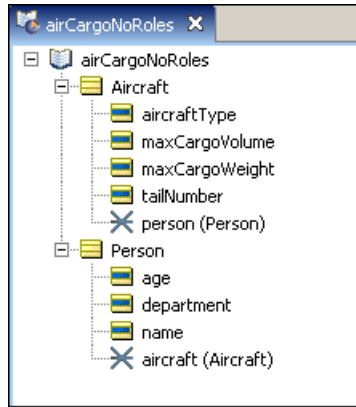 airCargoNoRoles
airCargoNoRoles
Aircraft
aircraftType
maxCargoVolume
maxCargoWeight
tailNumber
person (Person)
Person
age
department
name
aircraft (Aircraft)